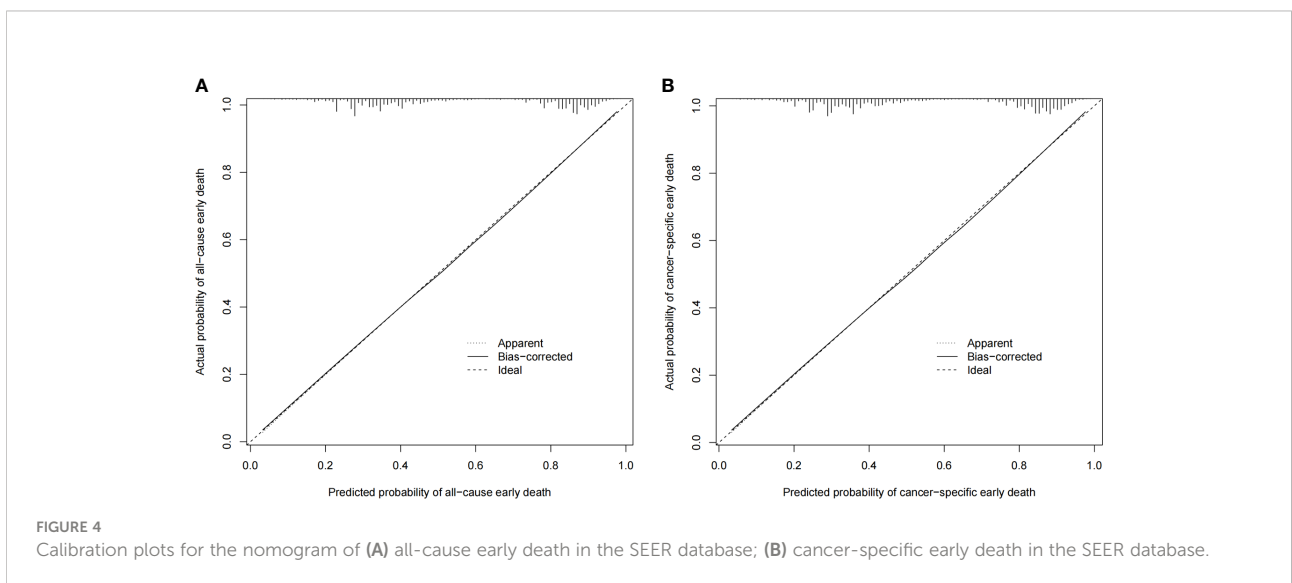 A
Actual probability of all-cause early death
1.0
0.8
0.6
0.4
0.2
0.0
Apparent
Bias-corrected
Ideal
0.0 0.2 0.4 0.6 0.8 1.0
Predicted probability of all-cause early death
B
Actual probability of cancer-specific early death
1.0
0.8
0.6
0.4
0.2
0.0
Apparent
Bias-corrected
Ideal
0.0 0.2 0.4 0.6 0.8 1.0
Predicted probability of cancer-specific early death
FIGURE 4
Calibration plots for the nomogram of (A) all-cause early death in the SEER database; (B) cancer-specific early death in the SEER database.